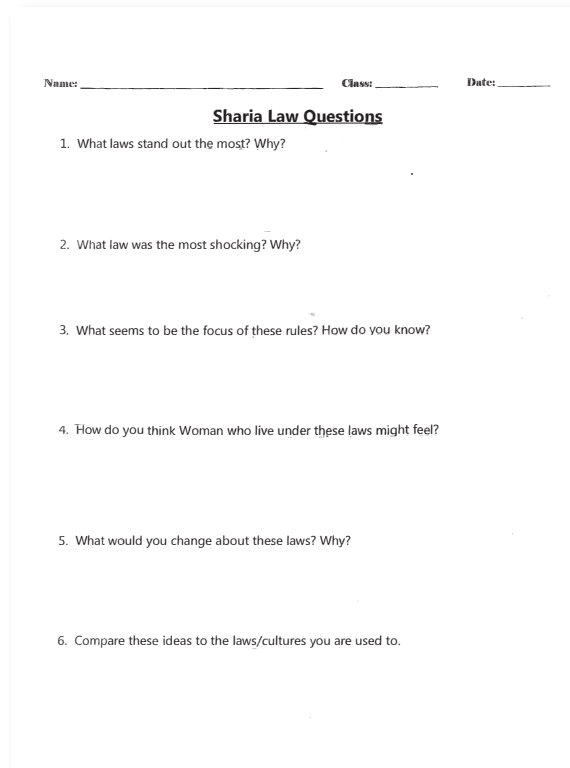 Name: ______________________ Class: __________ Date: ________
Sharia Law Questions
1. What laws stand out the most? Why?
2. What law was the most shocking? Why?
3. What seems to be the focus of these rules? How do you know?
4. How do you think Woman who live under these laws might feel?
5. What would you change about these laws? Why?
6. Compare these ideas to the laws/cultures you are used to.